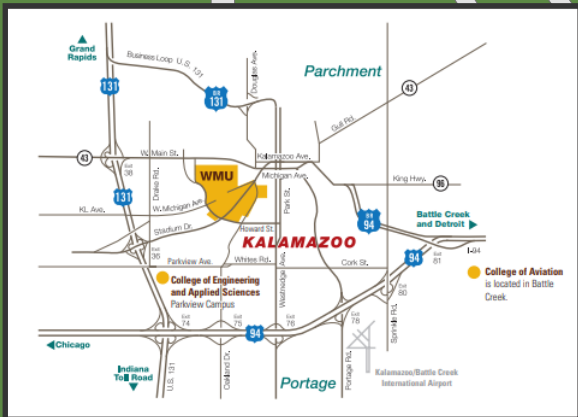 Grand
Rapids
Business Loop U.S. 131
Douglas Ave.
Parchment
131
BR
131
43
Gull Rd.
43
W. Main St.
Kalamazoo Ave.
Exit
38
Drake Rd.
WMU
Michigan Ave.
King Hwy.
96
131
W. Michigan Ave
Park St.
KL Ave.
Stadium Dr.
Howard St.
BR
94
Battle Creek
and Detroit
KALAMAZOO
I-94
Exit
36
Parkview Ave.
Whites Rd.
Cork St.
94
Exit
81
College of Engineering
and Applied Sciences
Parkview Campus
Westnedge Ave.
Exit
80
College of Aviation
is located in Battle
Creek.
Sprinkle Rd.
Exit
74
Exit
75
Exit
76
Exit
78
94
Chicago
Oakland Dr.
Portage Rd.
Indiana
Toll Road
U.S. 131
Portage
Kalamazoo/Battle Creek
International Airport